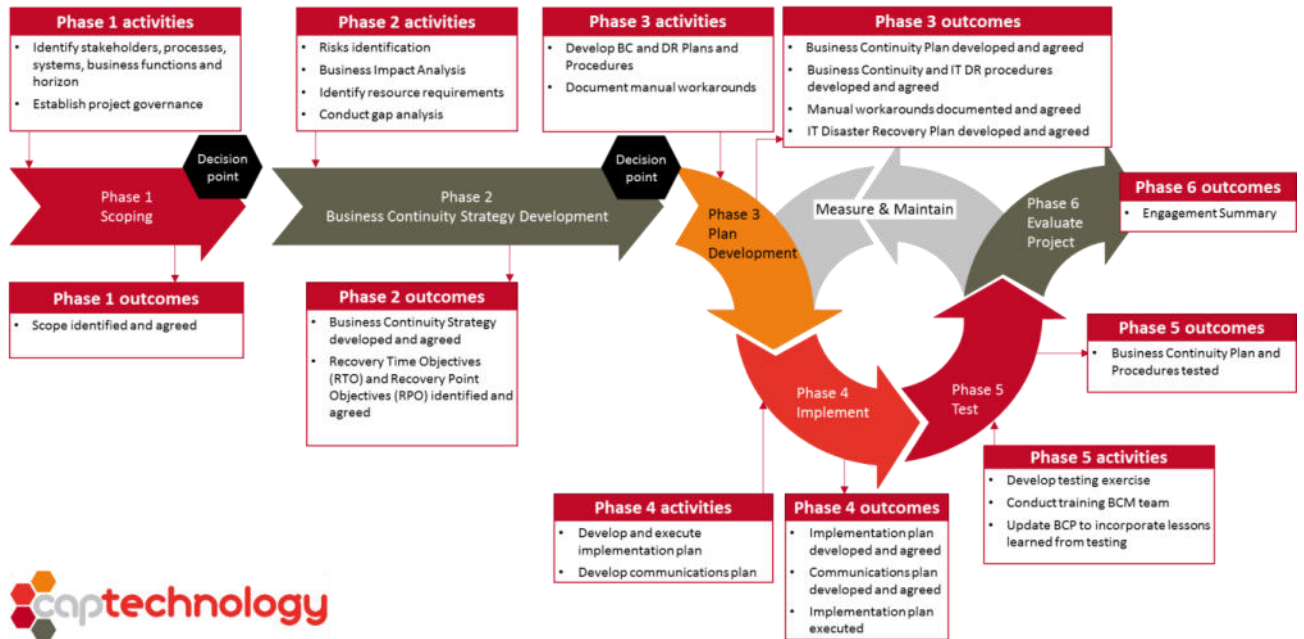 Phase 1 activities
• Identify stakeholders, processes,
systems, business functions and
horizon
• Establish project governance
Phase 2 activities
• Risks identification
• Business Impact Analysis
• Identify resource requirements
• Conduct gap analysis
Phase 3 activities
• Develop BC and DR Plans and
Procedures
• Document manual workarounds
Phase 3 outcomes
• Business Continuity Plan developed and agreed
• Business Continuity and IT DR procedures
developed and agreed
• Manual workarounds documented and agreed
• IT Disaster Recovery Plan developed and agreed
Decision
point
Decision
point
Phase 1
Scoping
Phase 2
Business Continuity Strategy Development
Phase 3
Plan
Development
Measure & Maintain
Phase 6
Evaluate
Project
Phase 6 outcomes
• Engagement Summary
Phase 1 outcomes
• Scope identified and agreed
Phase 2 outcomes
• Business Continuity Strategy
developed and agreed
• Recovery Time Objectives
(RTO) and Recovery Point
Objectives (RPO) identified and
agreed
Phase 4
Implement
Phase 5
Test
Phase 5 outcomes
• Business Continuity Plan and
Procedures tested
Phase 5 activities
• Develop testing exercise
• Conduct training BCM team
• Update BCP to incorporate lessons
learned from testing
Phase 4 activities
• Develop and execute
implementation plan
• Develop communications plan
Phase 4 outcomes
• Implementation plan
developed and agreed
• Communications plan
developed and agreed
• Implementation plan
executed
captechnology